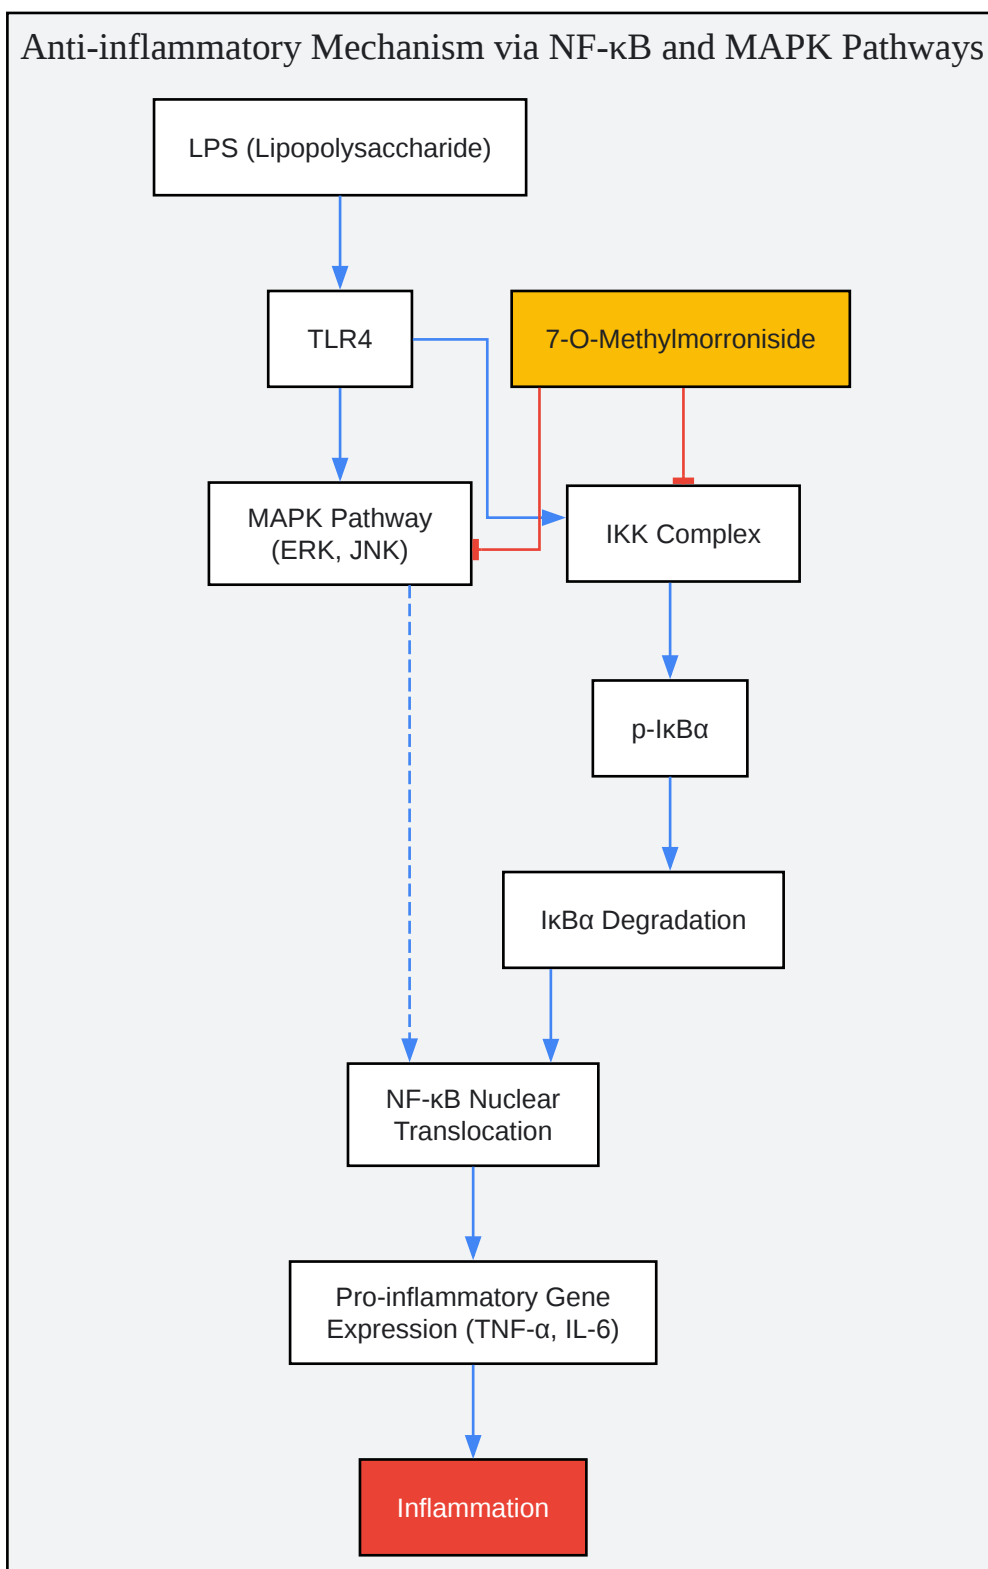 Anti-inflammatory Mechanism via NF-κB and MAPK Pathways
LPS (Lipopolysaccharide)
TLR4
7-O-Methylmorroniside
MAPK Pathway
(ERK, JNK)
IKK Complex
p-IκBα
IκBα Degradation
NF-κB Nuclear
Translocation
Pro-inflammatory Gene
Expression (TNF-α, IL-6)
Inflammation